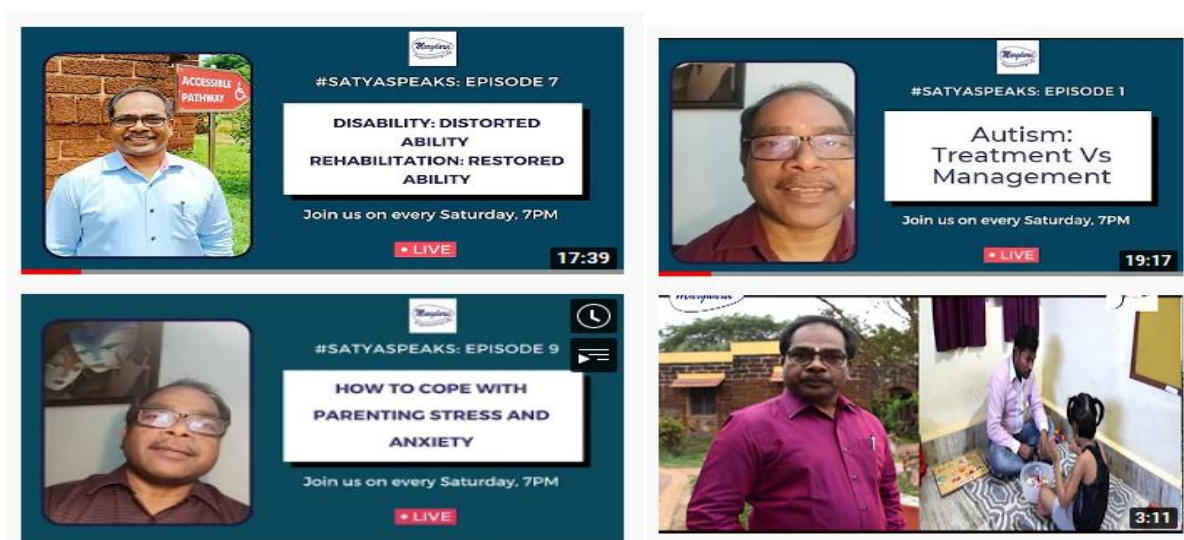 Marydarsi
#SATYASPEAKS: EPISODE 7
ACCESSIBLE
PATHWAY
DISABILITY: DISTORTED
ABILITY
REHABILITATION: RESTORED
ABILITY
Join us on every Saturday, 7PM
• LIVE
17:39
#SATYASPEAKS: EPISODE 1
Autism:
Treatment Vs
Management
Join us on every Saturday, 7PM
• LIVE
19:17
#SATYASPEAKS: EPISODE 9
HOW TO COPE WITH
PARENTING STRESS AND
ANXIETY
Join us on every Saturday, 7PM
• LIVE
3:11